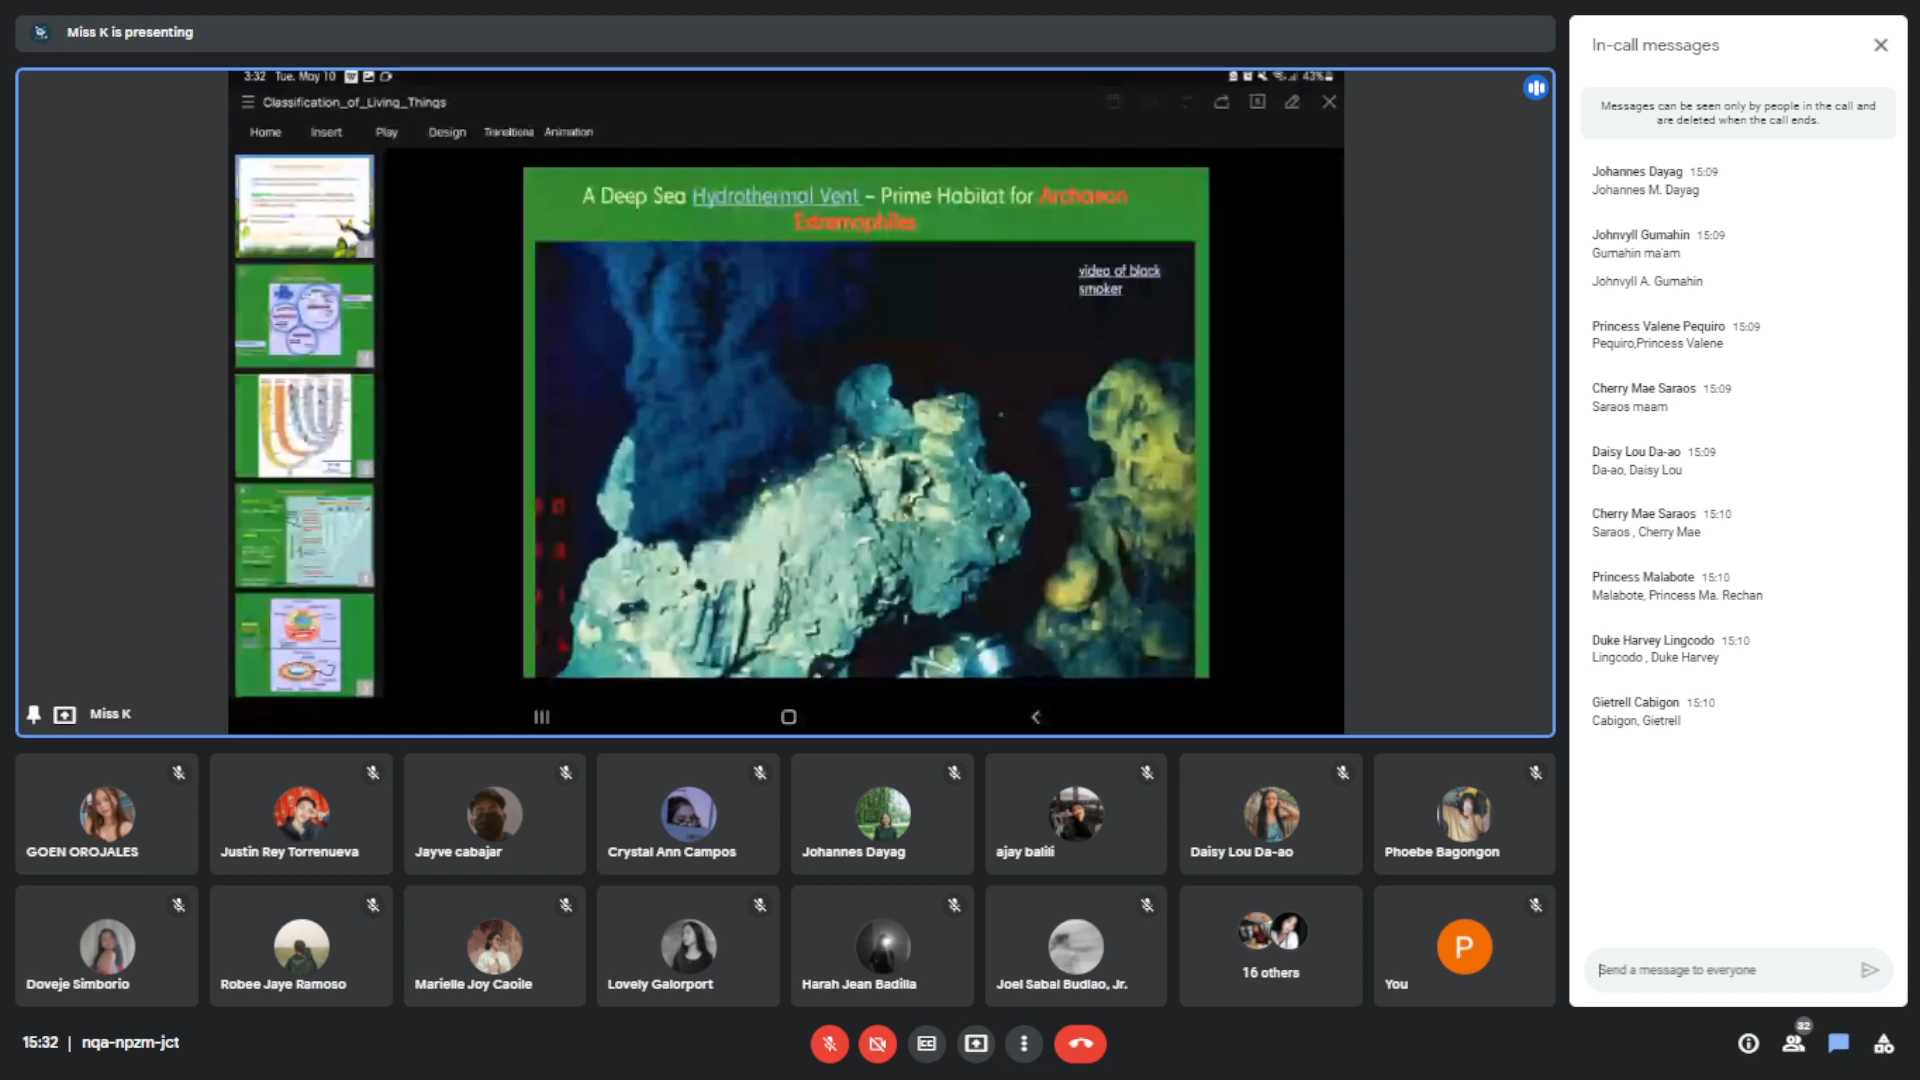 Miss K is presenting
3:32 Tue. May 10
43%
Classification_of_Living_Things
Home Insert Play Design Transitions Animation
A Deep Sea Hydrothermal Vent – Prime Habitat for Archaean
Extremophiles
video of black
smoker
Miss K
GOEN OROJALES
Justin Rey Torrenueva
Jayve cabajar
Crystal Ann Campos
Johannes Dayag
ajay balili
Daisy Lou Da-ao
Phoebe Bagongon
Doveje Simborio
Robee Jaye Ramoso
Marielle Joy Caoile
Lovely Galorport
Harah Jean Badilla
Joel Sabal Budlao, Jr.
16 others
P
You
15:32 | nqa-npzm-jct
32
In-call messages
Messages can be seen only by people in the call and
are deleted when the call ends.
Johannes Dayag 15:09
Johannes M. Dayag
Johnvyll Gumahin 15:09
Gumahin ma'am
Johnvyll A. Gumahin
Princess Valene Pequiro 15:09
Pequiro,Princess Valene
Cherry Mae Saraos 15:09
Saraos maam
Daisy Lou Da-ao 15:09
Da-ao, Daisy Lou
Cherry Mae Saraos 15:10
Saraos , Cherry Mae
Princess Malabote 15:10
Malabote, Princess Ma. Rechan
Duke Harvey Lingcodo 15:10
Lingcodo , Duke Harvey
Gietrell Cabigon 15:10
Cabigon, Gietrell
Send a message to everyone